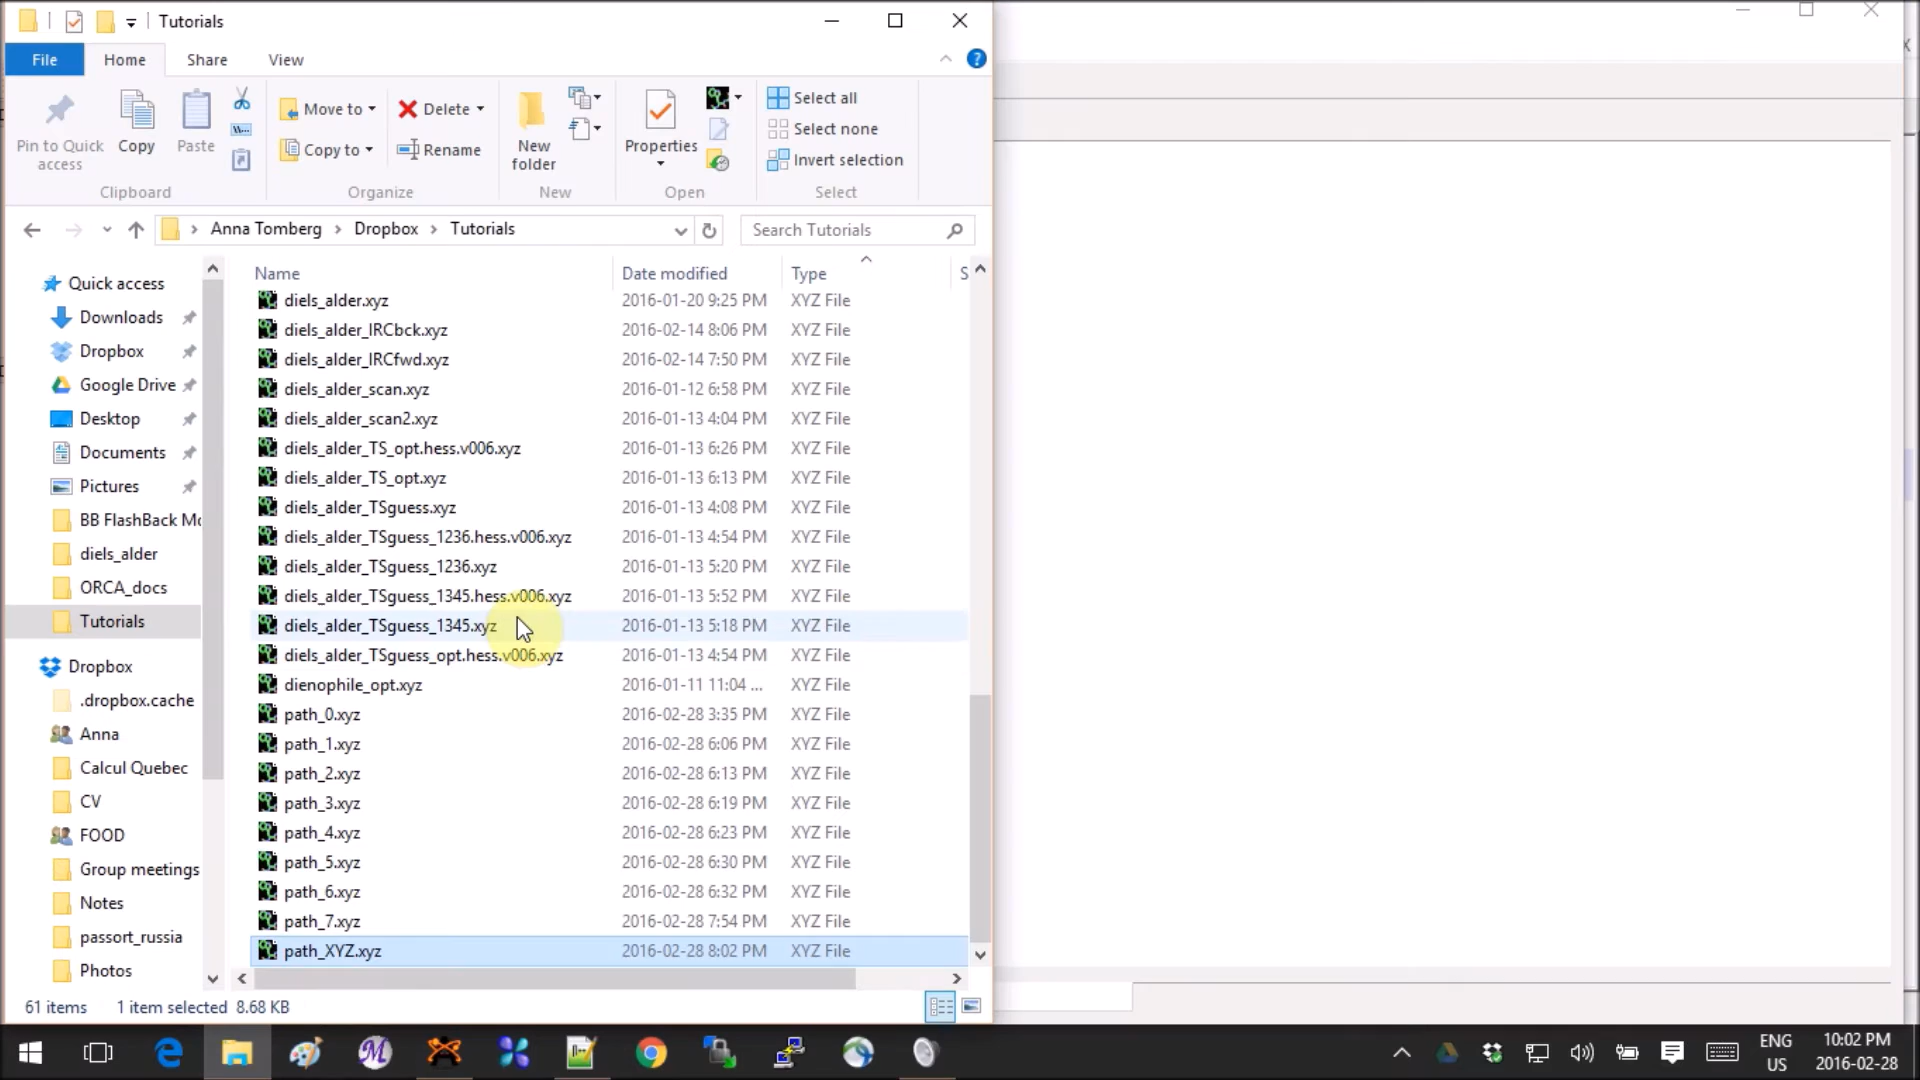 Tutorials
File
Home
Share
View
Pin to Quick access
Copy
Paste
Move to
Copy to
Delete
Rename
New folder
Properties
Select all
Select none
Invert selection
Clipboard
Organize
New
Open
Select
Anna Tomberg > Dropbox > Tutorials
Search Tutorials
Name Date modified Type S
Quick access
Downloads
Dropbox
Google Drive
Desktop
Documents
Pictures
BB FlashBack Mo
diels_alder
ORCA_docs
Tutorials
Dropbox
.dropbox.cache
Anna
Calcul Quebec
CV
FOOD
Group meetings
Notes
passort_russia
Photos
diels_alder.xyz 2016-01-20 9:25 PM XYZ File
diels_alder_IRCbck.xyz 2016-02-14 8:06 PM XYZ File
diels_alder_IRCfwd.xyz 2016-02-14 7:50 PM XYZ File
diels_alder_scan.xyz 2016-01-12 6:58 PM XYZ File
diels_alder_scan2.xyz 2016-01-13 4:04 PM XYZ File
diels_alder_TS_opt.hess.v006.xyz 2016-01-13 6:26 PM XYZ File
diels_alder_TS_opt.xyz 2016-01-13 6:13 PM XYZ File
diels_alder_TSguess.xyz 2016-01-13 4:08 PM XYZ File
diels_alder_TSguess_1236.hess.v006.xyz 2016-01-13 4:54 PM XYZ File
diels_alder_TSguess_1236.xyz 2016-01-13 5:20 PM XYZ File
diels_alder_TSguess_1345.hess.v006.xyz 2016-01-13 5:52 PM XYZ File
diels_alder_TSguess_1345.xyz 2016-01-13 5:18 PM XYZ File
diels_alder_TSguess_opt.hess.v006.xyz 2016-01-13 4:54 PM XYZ File
dienophile_opt.xyz 2016-01-11 11:04 ... XYZ File
path_0.xyz 2016-02-28 3:35 PM XYZ File
path_1.xyz 2016-02-28 6:06 PM XYZ File
path_2.xyz 2016-02-28 6:13 PM XYZ File
path_3.xyz 2016-02-28 6:19 PM XYZ File
path_4.xyz 2016-02-28 6:23 PM XYZ File
path_5.xyz 2016-02-28 6:30 PM XYZ File
path_6.xyz 2016-02-28 6:32 PM XYZ File
path_7.xyz 2016-02-28 7:54 PM XYZ File
path_XYZ.xyz 2016-02-28 8:02 PM XYZ File
61 items 1 item selected 8.68 KB
ENG
US
10:02 PM
2016-02-28